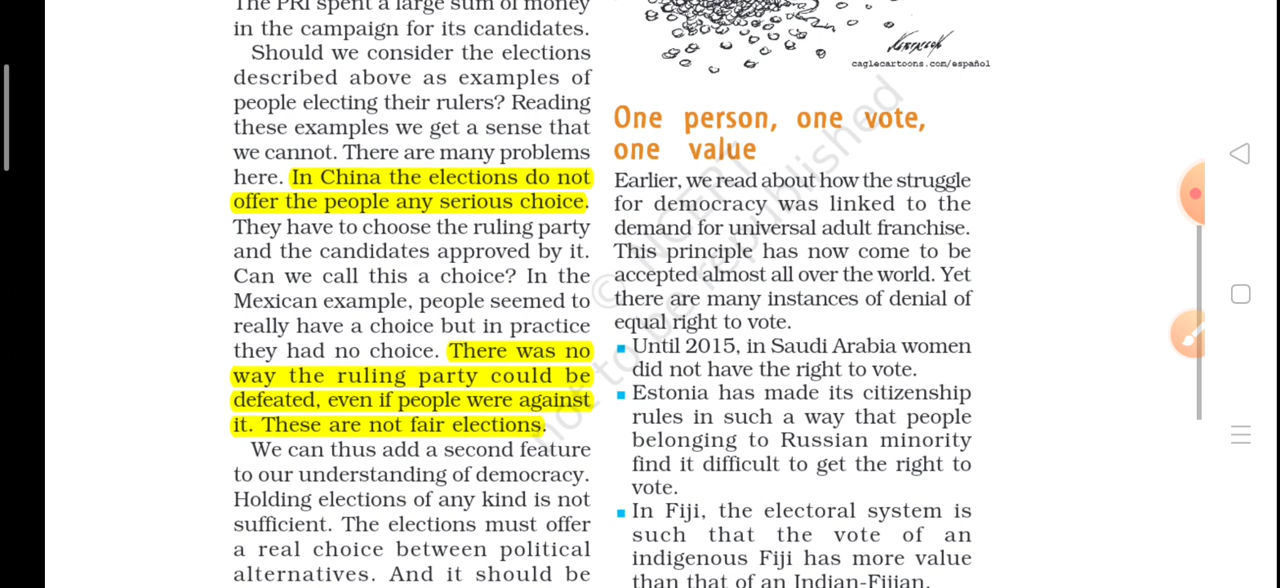 The PRI spent a large sum of money
in the campaign for its candidates.
Should we consider the elections
described above as examples of
people electing their rulers? Reading
these examples we get a sense that
we cannot. There are many problems
here. In China the elections do not
offer the people any serious choice.
They have to choose the ruling party
and the candidates approved by it.
Can we call this a choice? In the
Mexican example, people seemed to
really have a choice but in practice
they had no choice. There was no
way the ruling party could be
defeated, even if people were against
it. These are not fair elections.
We can thus add a second feature
to our understanding of democracy.
Holding elections of any kind is not
sufficient. The elections must offer
a real choice between political
alternatives. And it should be
caglecartoons.com/español
One person, one vote,
one value
Earlier, we read about how the struggle
for democracy was linked to the
demand for universal adult franchise.
This principle has now come to be
accepted almost all over the world. Yet
there are many instances of denial of
equal right to vote.
Until 2015, in Saudi Arabia women
did not have the right to vote.
Estonia has made its citizenship
rules in such a way that people
belonging to Russian minority
find it difficult to get the right to
vote.
In Fiji, the electoral system is
such that the vote of an
indigenous Fiji has more value
than that of an Indian-Fijian.
© NCERT
not to be republished